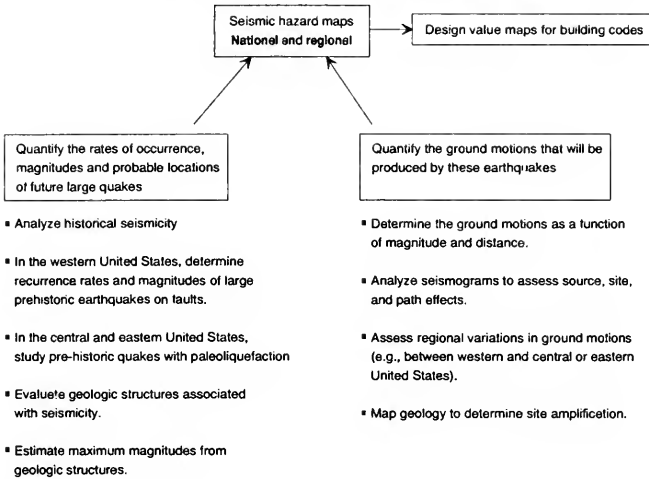 Seismic hazard maps
Nationel end regionel
Design value maps for building codes
Quantify the rates of occurrence,
magnitudes and probable locations
of future large quakes
▪ Analyze historical seismicity
▪ In the western United States, determine
recurrence rates and magnitudes of large
prehistoric earthquakes on faults.
▪ In the central and eastern United States,
study pre-historic quakes with paleoliquefaction
▪ Evaluete geologic structures associated
with seismicity.
▪ Estimate maximum magnitudes from
geologic structures.
Quantify the ground motions that will be
produced by these earthquakes
▪ Determine the ground motions as a function
of magnitude and distance.
▪ Analyze seismograms to assess source, site,
and path effects.
▪ Assess regional variations in ground motions
(e.g., between western and central or eastern
United States).
▪ Map geology to determine site amplificetion.